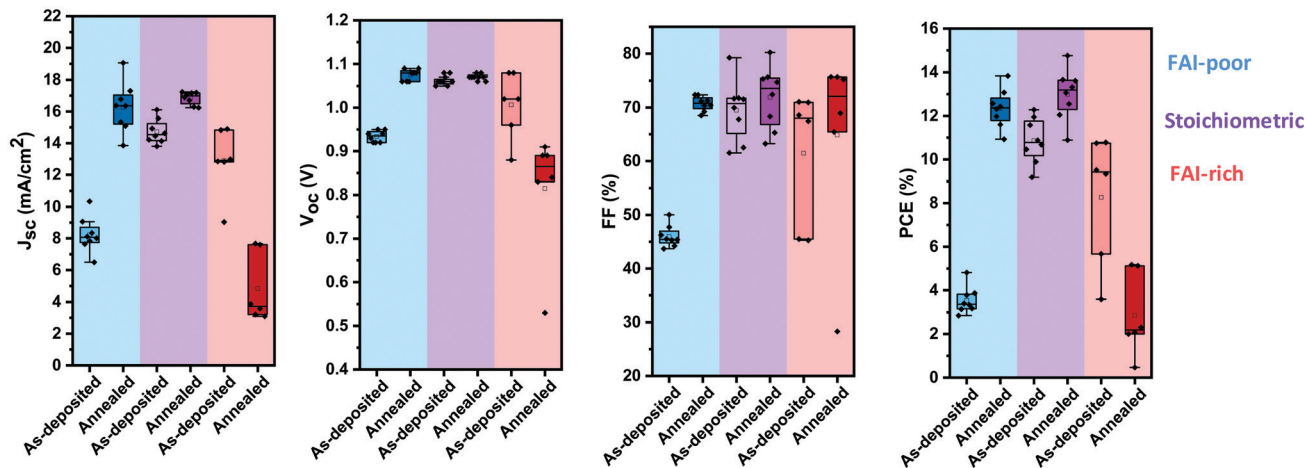 J_sc (mA/cm²)
22
20
18
16
14
12
10
8
6
4
2
0
As-deposited
Annealed
As-deposited
Annealed
As-deposited
Annealed
V_OC (V)
1.2
1.1
1.0
0.9
0.8
0.7
0.6
0.5
0.4
As-deposited
Annealed
As-deposited
Annealed
As-deposited
Annealed
FF (%)
80
70
60
50
40
30
20
As-deposited
Annealed
As-deposited
Annealed
As-deposited
Annealed
PCE (%)
16
14
12
10
8
6
4
2
0
As-deposited
Annealed
As-deposited
Annealed
As-deposited
Annealed
FAI-poor
Stoichiometric
FAI-rich